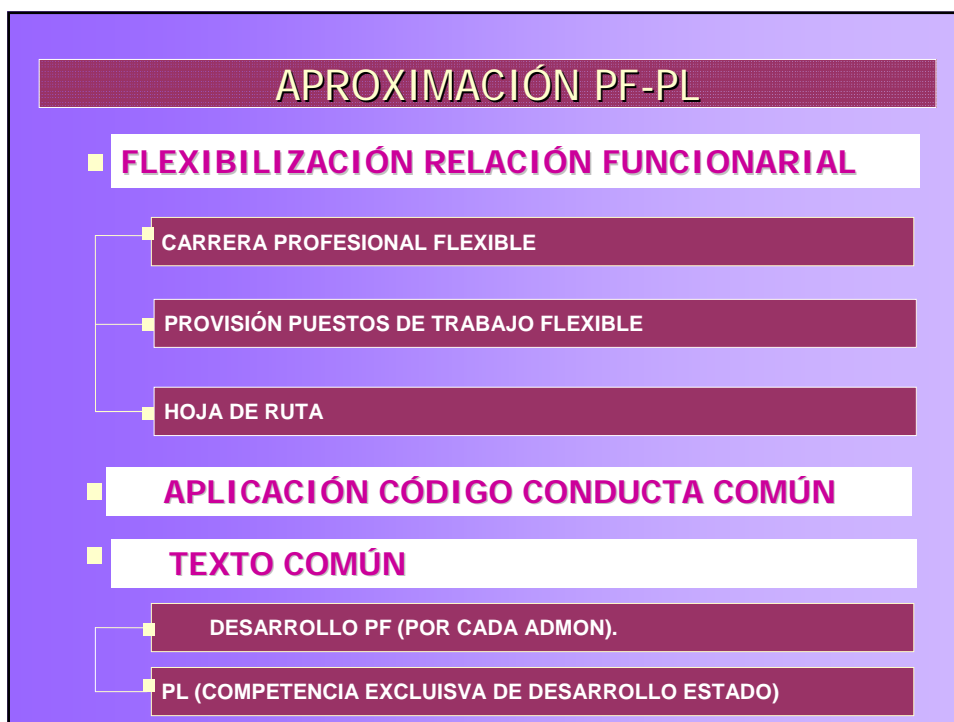 APROXIMACIÓN PF-PL
FLEXIBILIZACIÓN RELACIÓN FUNCIONARIAL
CARRERA PROFESIONAL FLEXIBLE
PROVISIÓN PUESTOS DE TRABAJO FLEXIBLE
HOJA DE RUTA
APLICACIÓN CÓDIGO CONDUCTA COMÚN
TEXTO COMÚN
DESARROLLO PF (POR CADA ADMON).
PL (COMPETENCIA EXCLUISVA DE DESARROLLO ESTADO)